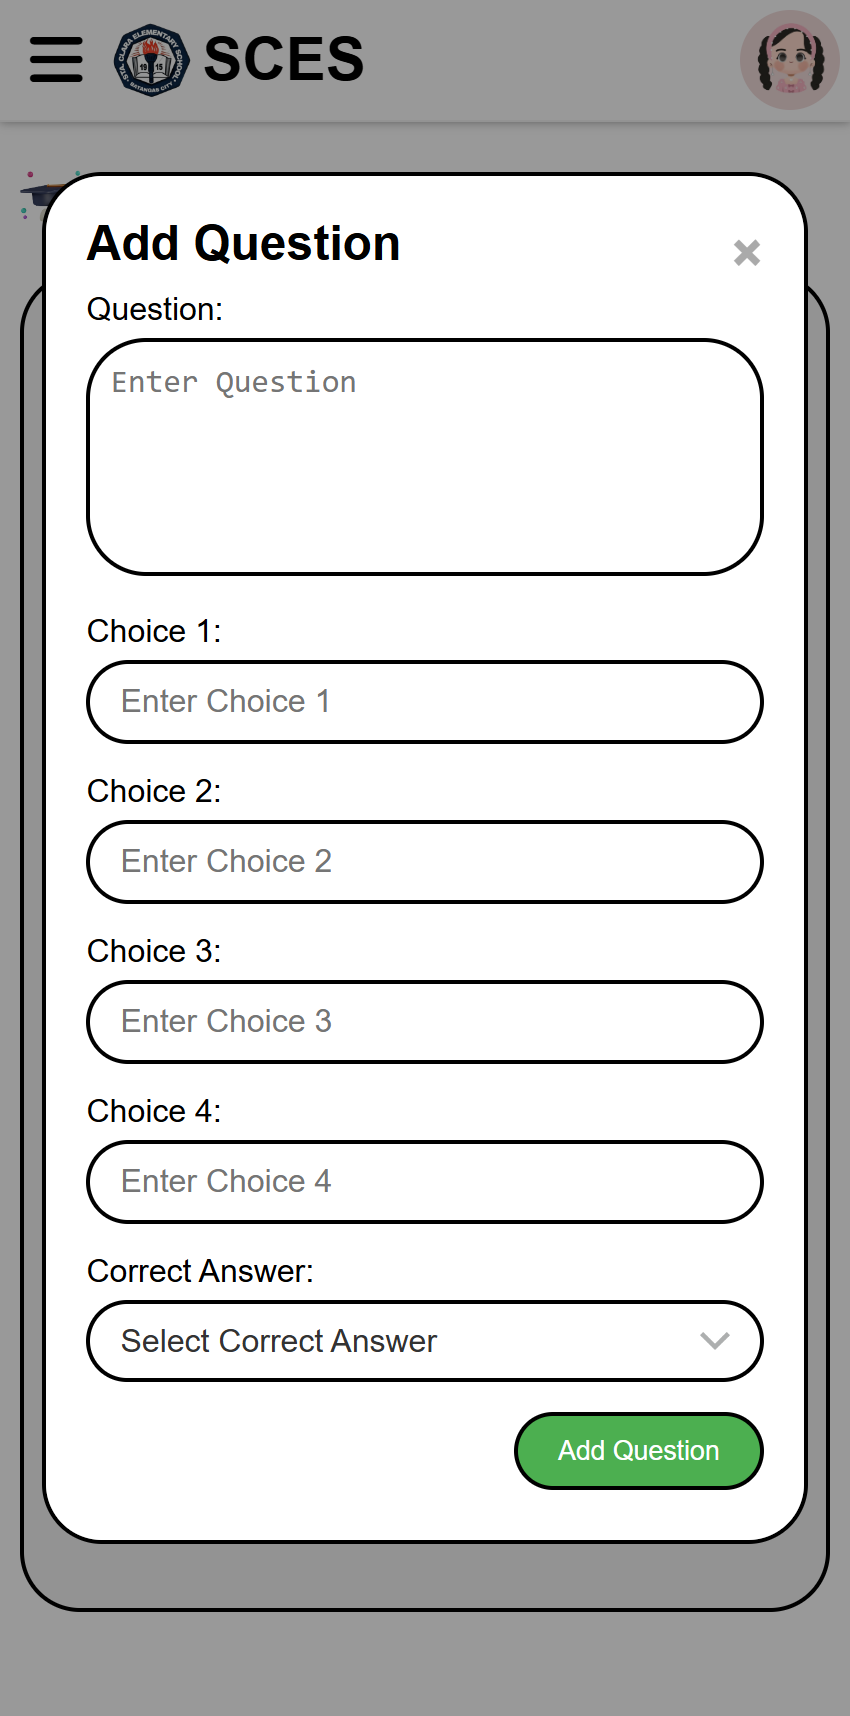 STA. CLARA ELEMENTARY SCHOOL
19 15
BATANGAS CITY
SCES
Add Question
×
Question:
Enter Question
Choice 1:
Enter Choice 1
Choice 2:
Enter Choice 2
Choice 3:
Enter Choice 3
Choice 4:
Enter Choice 4
Correct Answer:
Select Correct Answer
Add Question